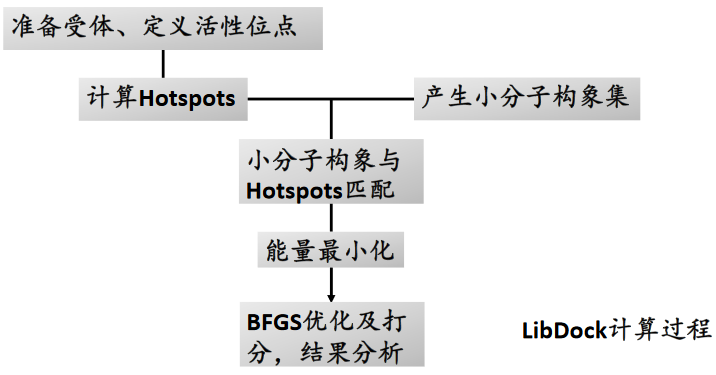 准备受体、定义活性位点
计算Hotspots
产生小分子构象集
小分子构象与
Hotspots匹配
能量最小化
BFGS优化及打
分，结果分析
LibDock计算过程